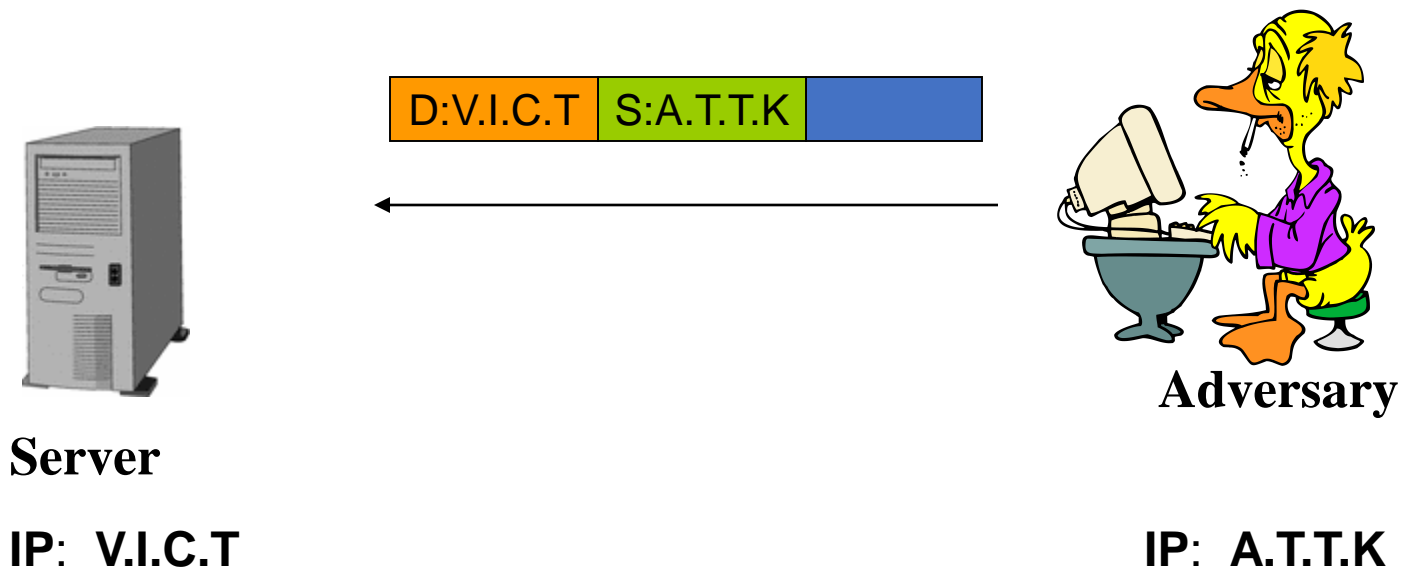 D:V.I.C.T S:A.T.T.K
Adversary
Server
IP: V.I.C.T
IP: A.T.T.K